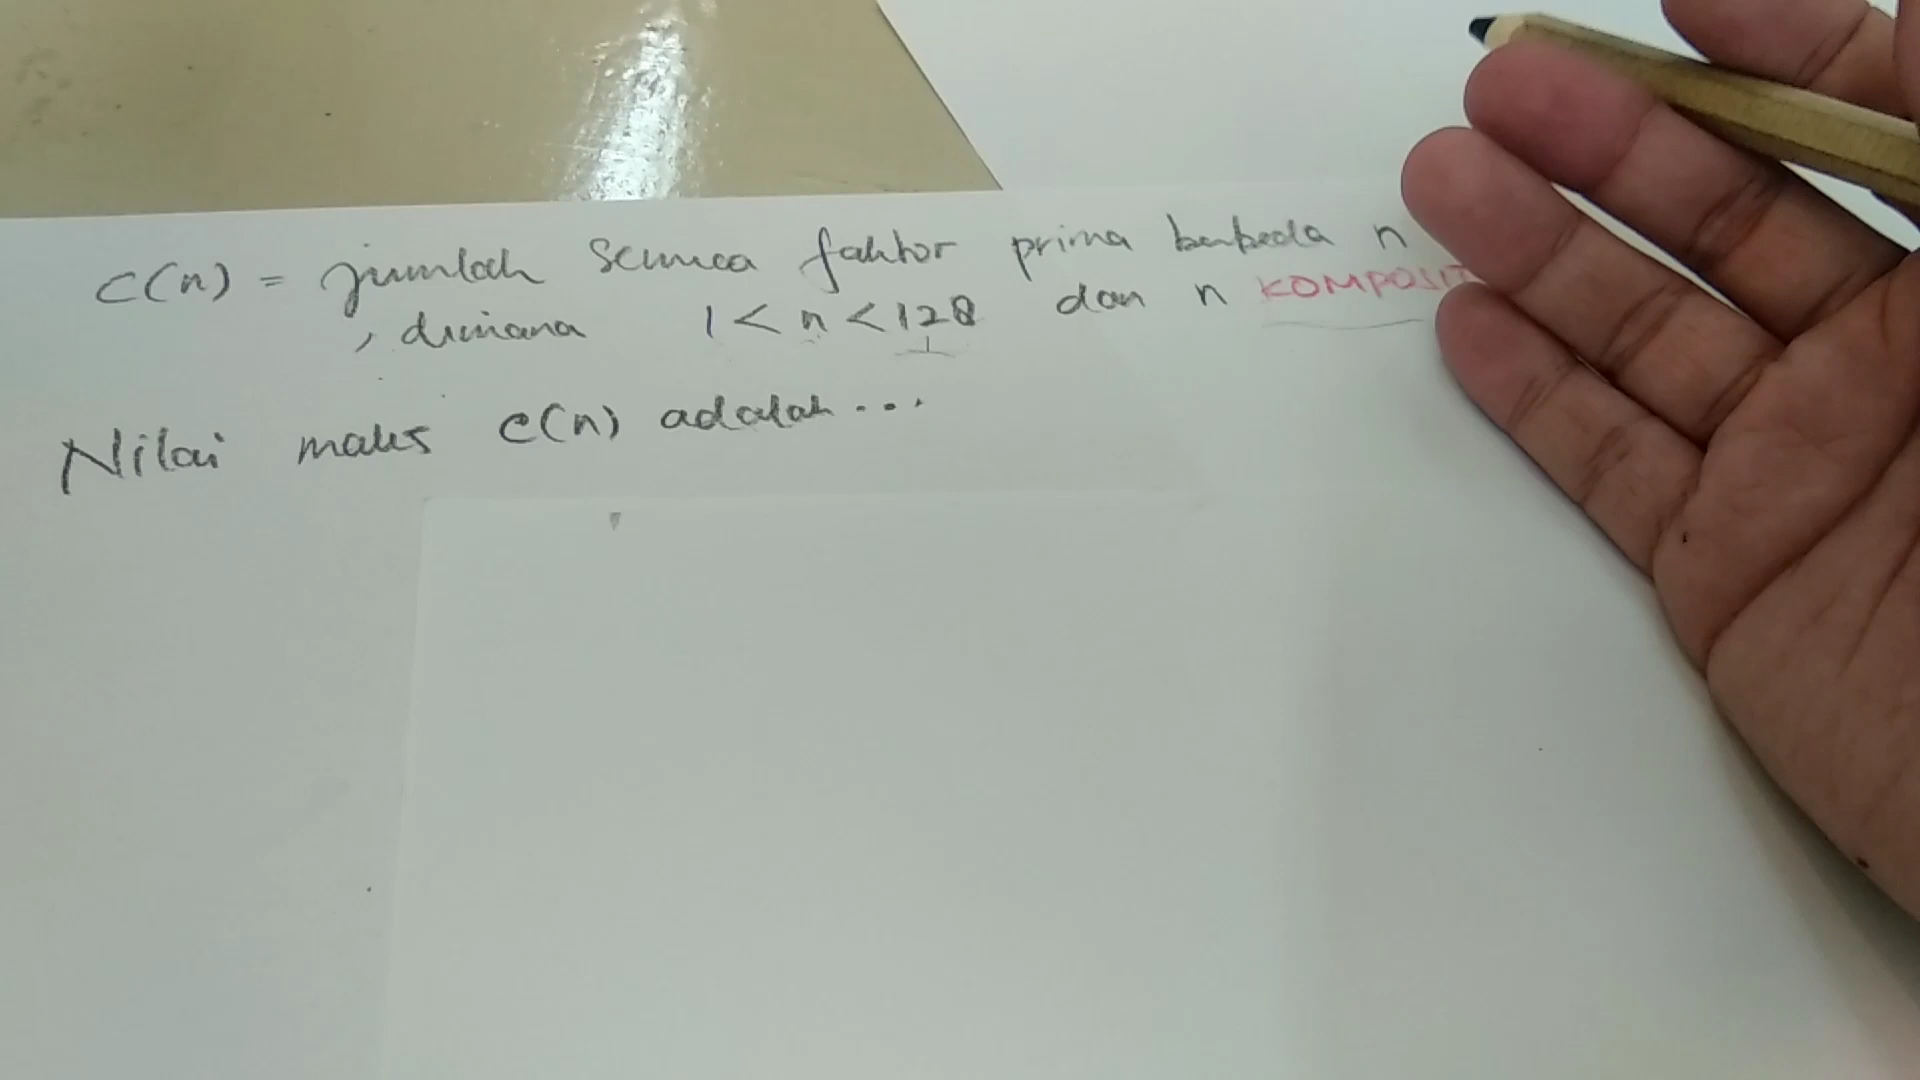 C(n) = jumlah semua faktor prima berbeda n
, dimana 1 < n < 128 dan n KOMPOSIT
Nilai maks C(n) adalah ...